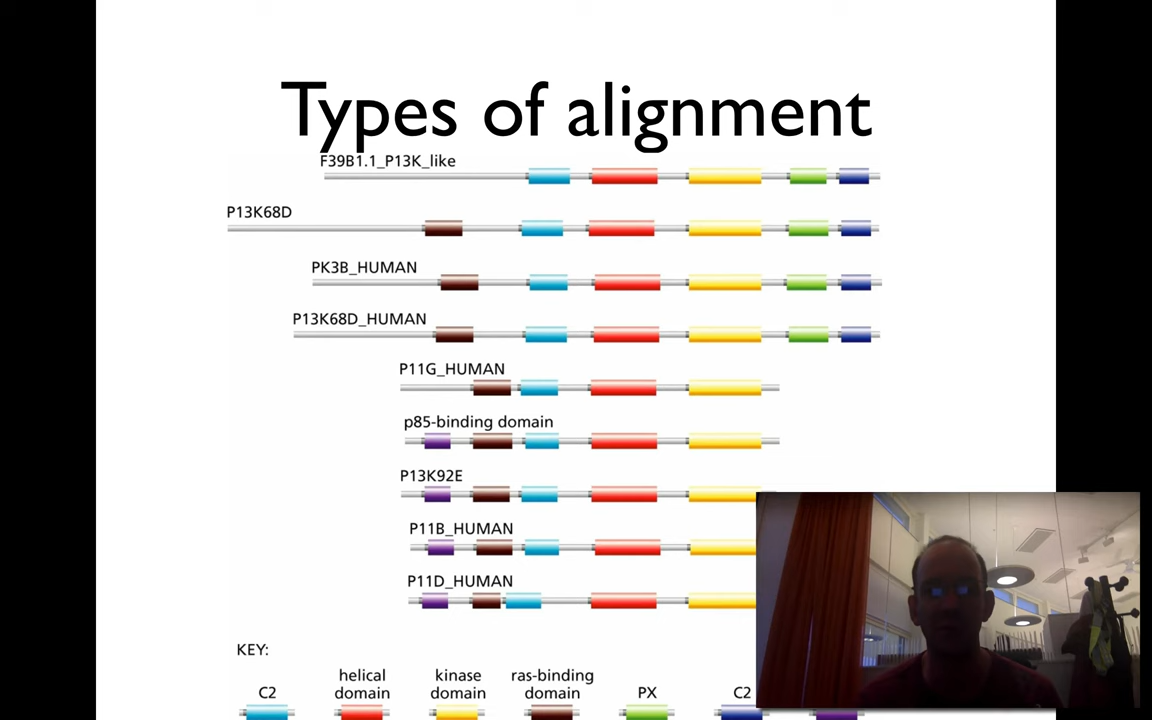 Types of alignment
F39B1.1_P13K_like
P13K68D
PK3B_HUMAN
P13K68D_HUMAN
P11G_HUMAN
p85-binding domain
P13K92E
P11B_HUMAN
P11D_HUMAN
KEY:
C2
helical
domain
kinase
domain
ras-binding
domain
PX
C2